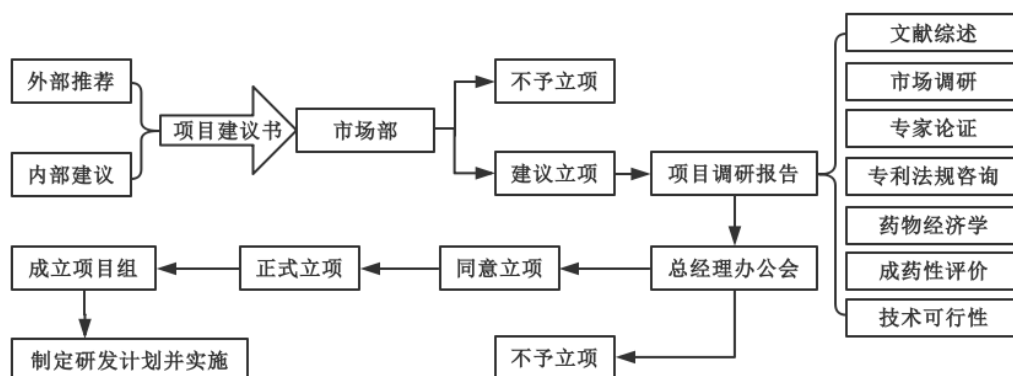 外部推荐
内部建议
项目建议书
市场部
不予立项
建议立项
项目调研报告
文献综述
市场调研
专家论证
专利法规咨询
药物经济学
成药性评价
技术可行性
总经理办公会
同意立项
正式立项
成立项目组
制定研发计划并实施
不予立项